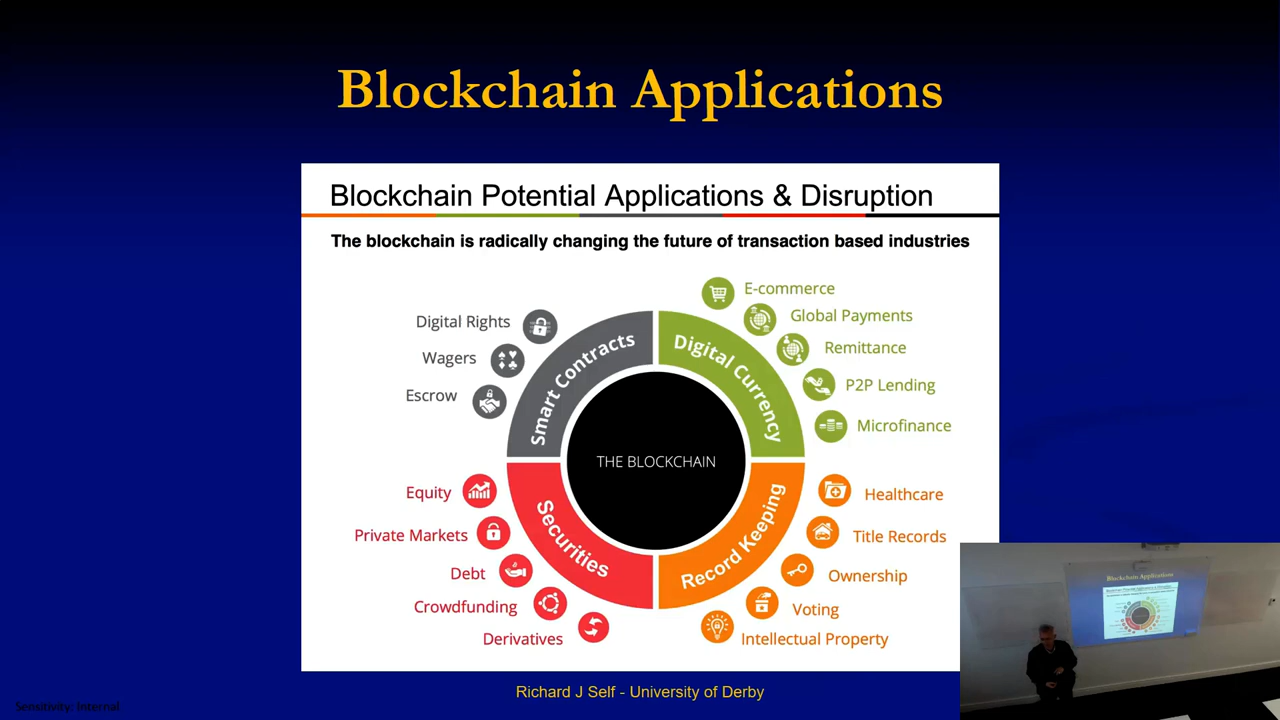 Blockchain Applications
Blockchain Potential Applications & Disruption
The blockchain is radically changing the future of transaction based industries
Smart Contracts
Digital Rights
Wagers
Escrow
Digital Currency
E-commerce
Global Payments
Remittance
P2P Lending
Microfinance
THE BLOCKCHAIN
Securities
Equity
Private Markets
Debt
Crowdfunding
Derivatives
Record Keeping
Healthcare
Title Records
Ownership
Voting
Intellectual Property
Richard J Self - University of Derby
Sensitivity: Internal
Blockchain Applications